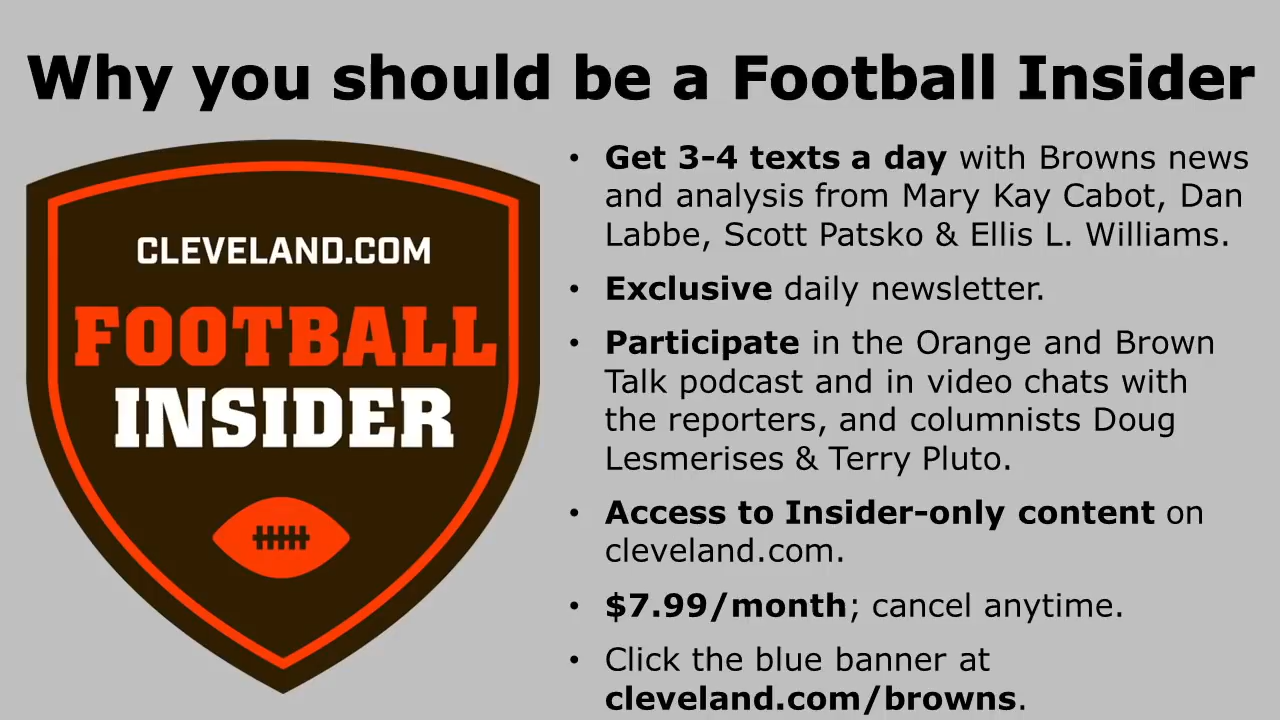 Why you should be a Football Insider
CLEVELAND.COM
FOOTBALL
INSIDER
• Get 3-4 texts a day with Browns news
and analysis from Mary Kay Cabot, Dan
Labbe, Scott Patsko & Ellis L. Williams.
• Exclusive daily newsletter.
• Participate in the Orange and Brown
Talk podcast and in video chats with
the reporters, and columnists Doug
Lesmerises & Terry Pluto.
• Access to Insider-only content on
cleveland.com.
• $7.99/month; cancel anytime.
• Click the blue banner at
cleveland.com/browns.